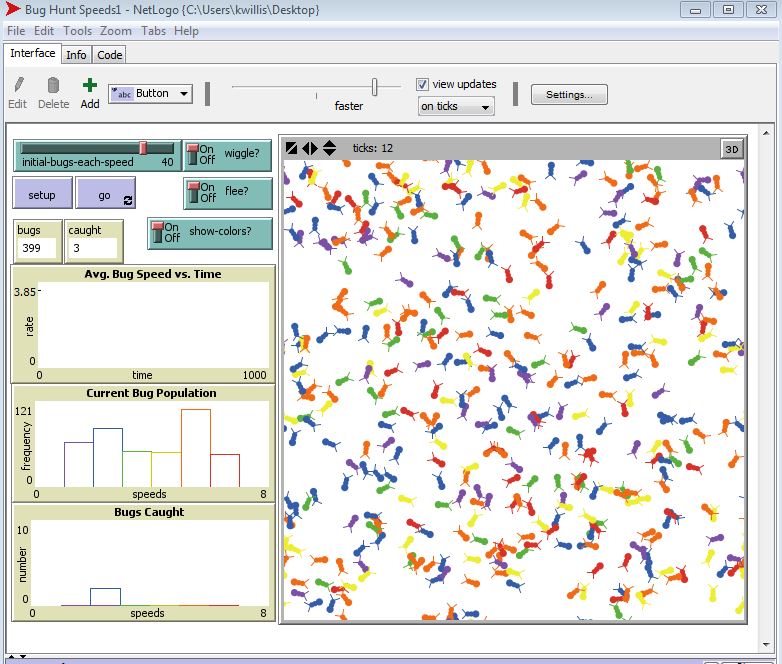 Bug Hunt Speeds1 - NetLogo {C:\Users\kwillis\Desktop}
File Edit Tools Zoom Tabs Help
Interface Info Code
Edit Delete Add abc Button faster view updates on ticks Settings...
initial-bugs-each-speed 40
On Off wiggle?
setup go
On Off flee?
bugs 399
caught 3
On Off show-colors?
ticks: 12 3D
Avg. Bug Speed vs. Time
3.85
rate
0
0 time 1000
Current Bug Population
121
frequency
0
0 speeds 8
Bugs Caught
10
number
0
0 speeds 8